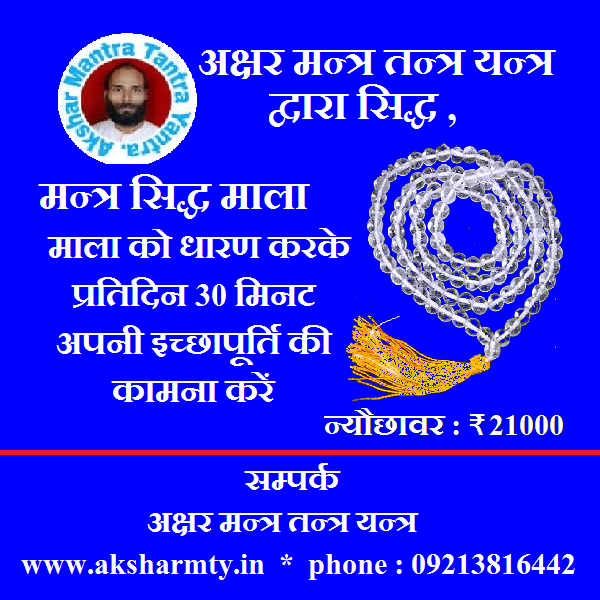 Akshar Mantra Tantra Yantra.
अक्षर मन्त्र तन्त्र यन्त्र
द्वारा सिद्ध ,
मन्त्र सिद्ध माला
माला को धारण करके
प्रतिदिन 30 मिनट
अपनी इच्छापूर्ति की
कामना करें
न्यौछावर : ₹ 21000
सम्पर्क
अक्षर मन्त्र तन्त्र यन्त्र
www.aksharmty.in * phone : 09213816442